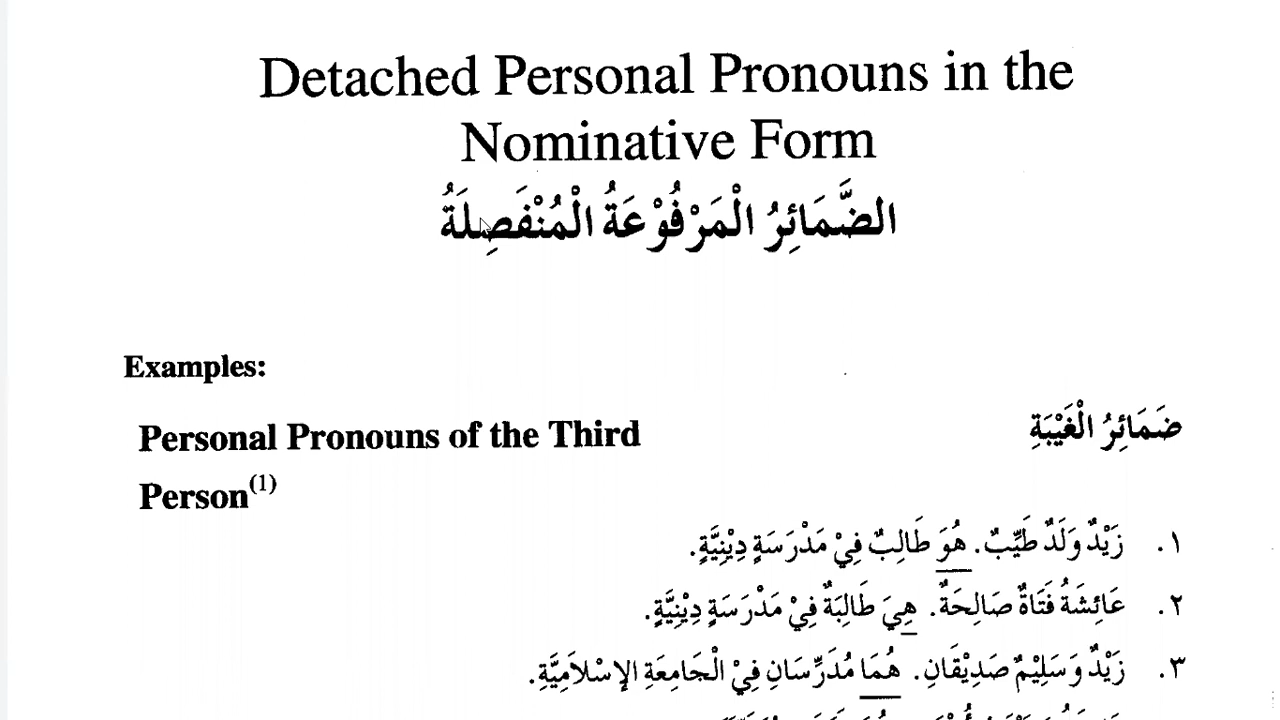 Detached Personal Pronouns in the
Nominative Form
الضَّمَائِرُ الْمَرْفُوْعَةُ الْمُنْفَصِلَةُ
Examples:
Personal Pronouns of the Third
ضَمَائِرُ الْغَيْبَةِ
Person(1)
١. زَيْدٌ وَلَدٌ طَيِّبٌ. هُوَ طَالِبٌ فِيْ مَدْرَسَةٍ دِيْنِيَّةٍ.
٢. عَائِشَةُ فَتَاةٌ صَالِحَةٌ. هِيَ طَالِبَةٌ فِيْ مَدْرَسَةٍ دِيْنِيَّةٍ.
٣. زَيْدٌ وَسَلِيْمٌ صَدِيْقَانِ. هُمَا مُدَرِّسَانِ فِيْ الْجَامِعَةِ الإِسْلاَمِيَّةِ.